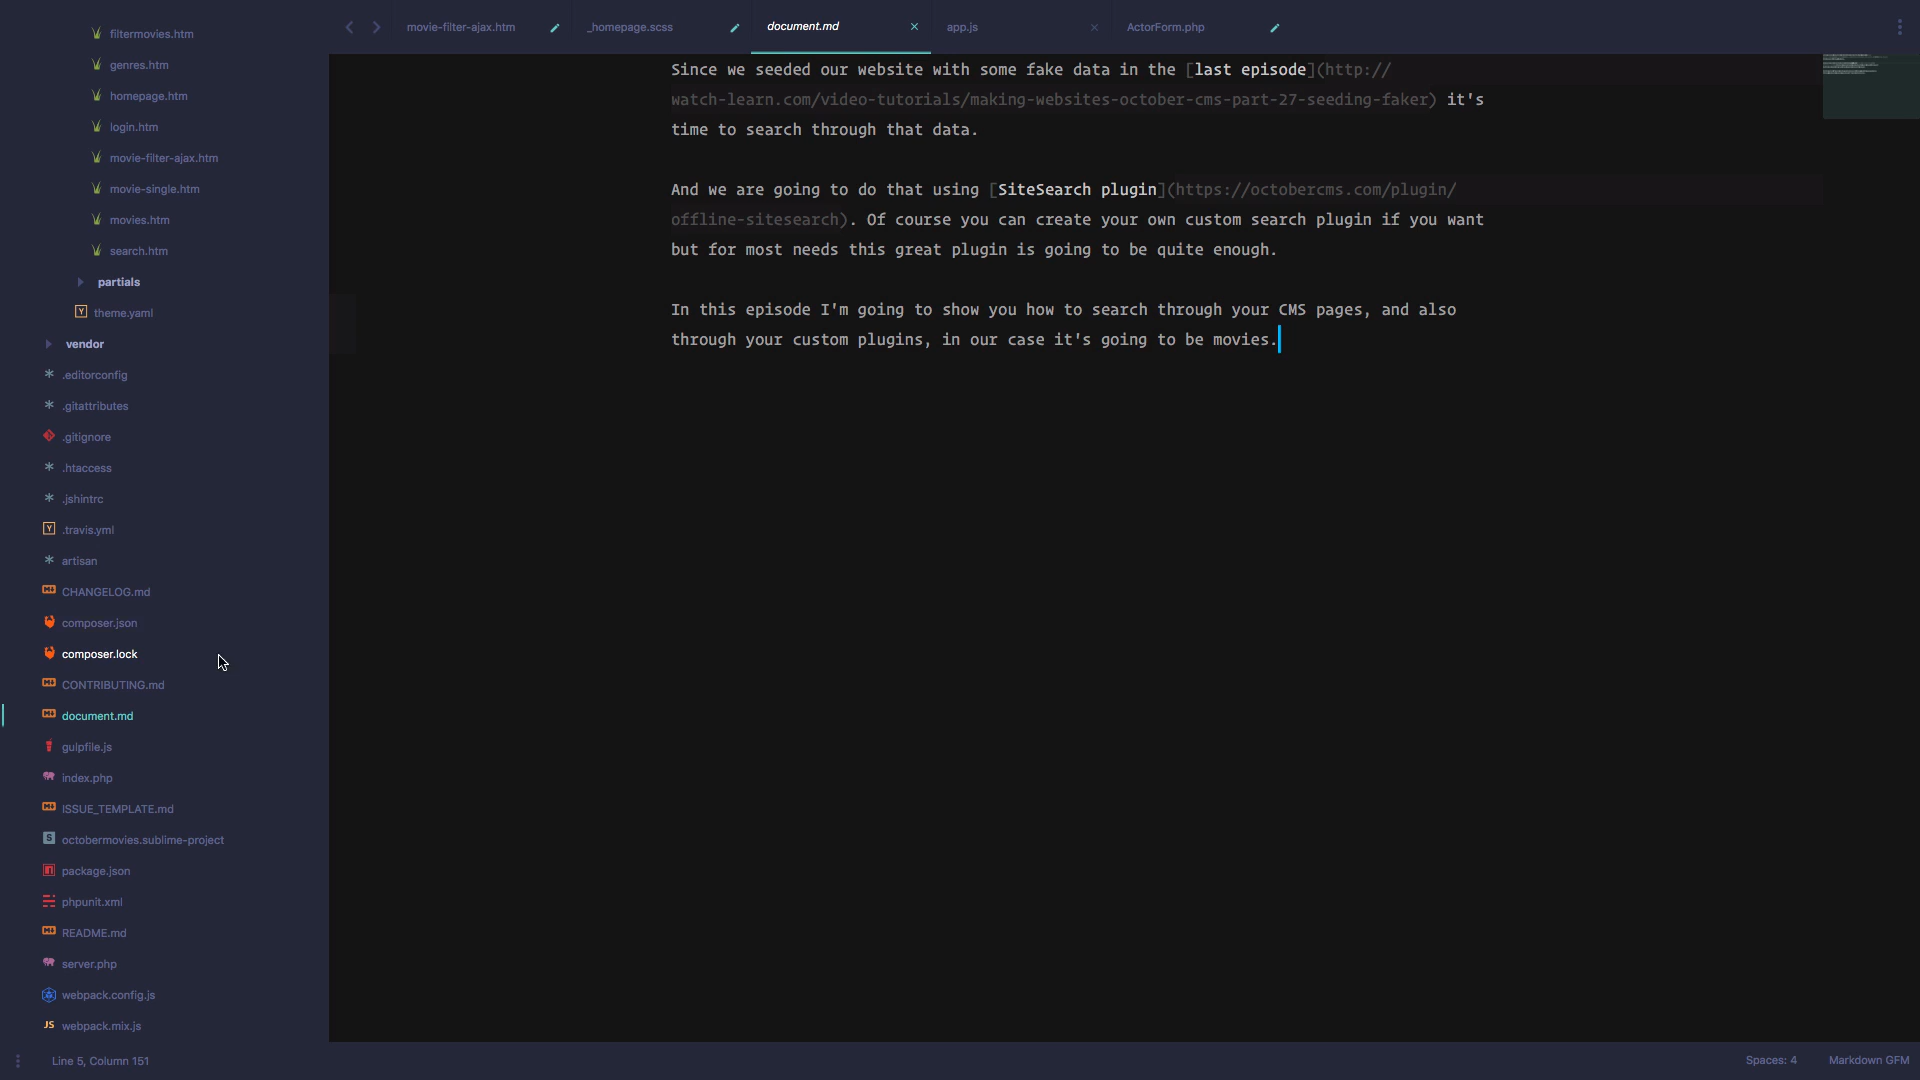 filtermovies.htm
genres.htm
homepage.htm
login.htm
movie-filter-ajax.htm
movie-single.htm
movies.htm
search.htm
partials
theme.yaml
vendor
.editorconfig
.gitattributes
.gitignore
.htaccess
.jshintrc
.travis.yml
artisan
CHANGELOG.md
composer.json
composer.lock
CONTRIBUTING.md
document.md
gulpfile.js
index.php
ISSUE_TEMPLATE.md
octobermovies.sublime-project
package.json
phpunit.xml
README.md
server.php
webpack.config.js
JS webpack.mix.js
movie-filter-ajax.htm _homepage.scss document.md app.js ActorForm.php
Since we seeded our website with some fake data in the [last episode](http://
watch-learn.com/video-tutorials/making-websites-october-cms-part-27-seeding-faker) it's
time to search through that data.
And we are going to do that using [SiteSearch plugin](https://octobercms.com/plugin/
offline-sitesearch). Of course you can create your own custom search plugin if you want
but for most needs this great plugin is going to be quite enough.
In this episode I'm going to show you how to search through your CMS pages, and also
through your custom plugins, in our case it's going to be movies.
Line 5, Column 151
Spaces: 4
Markdown GFM